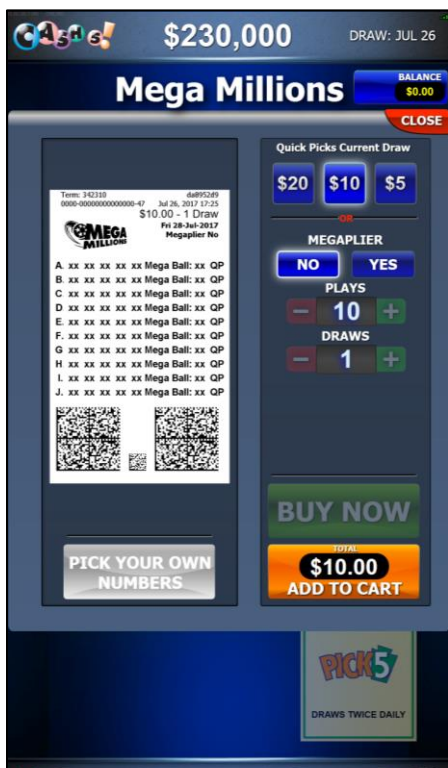 CASH 5! $230,000 DRAW: JUL 26
Mega Millions
BALANCE
$0.00
CLOSE
Term: 342310 da8952d9
0000-0000000000000000-47 Jul 26, 2017 17:25
$10.00 - 1 Draw
Fri 28-Jul-2017
Megaplier No
MEGA
MILLIONS
A. xx xx xx xx xx Mega Ball: xx QP
B. xx xx xx xx xx Mega Ball: xx QP
C xx xx xx xx xx Mega Ball: xx QP
D xx xx xx xx xx Mega Ball: xx QP
E. xx xx xx xx xx Mega Ball: xx QP
F. xx xx xx xx xx Mega Ball: xx QP
G xx xx xx xx xx Mega Ball: xx QP
H xx xx xx xx xx Mega Ball: xx QP
I. xx xx xx xx xx Mega Ball: xx QP
J. xx xx xx xx xx Mega Ball: xx QP
PICK YOUR OWN
NUMBERS
Quick Picks Current Draw
$20 $10 $5
OR
MEGAPLIER
NO YES
PLAYS
− 10 +
DRAWS
− 1 +
BUY NOW
TOTAL
$10.00
ADD TO CART
PICK5
DRAWS TWICE DAILY